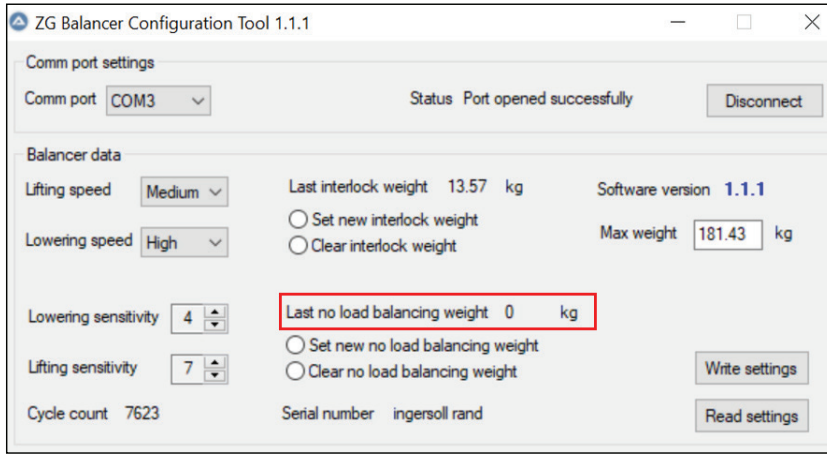 ZG Balancer Configuration Tool 1.1.1
Comm port settings
Comm port COM3 Status Port opened successfully Disconnect
Balancer data
Lifting speed Medium Last interlock weight 13.57 kg Software version 1.1.1
Set new interlock weight
Lowering speed High Clear interlock weight Max weight 181.43 kg
Lowering sensitivity 4 Last no load balancing weight 0 kg
Set new no load balancing weight
Lifting sensitivity 7 Clear no load balancing weight Write settings
Cycle count 7623 Serial number ingersoll rand Read settings